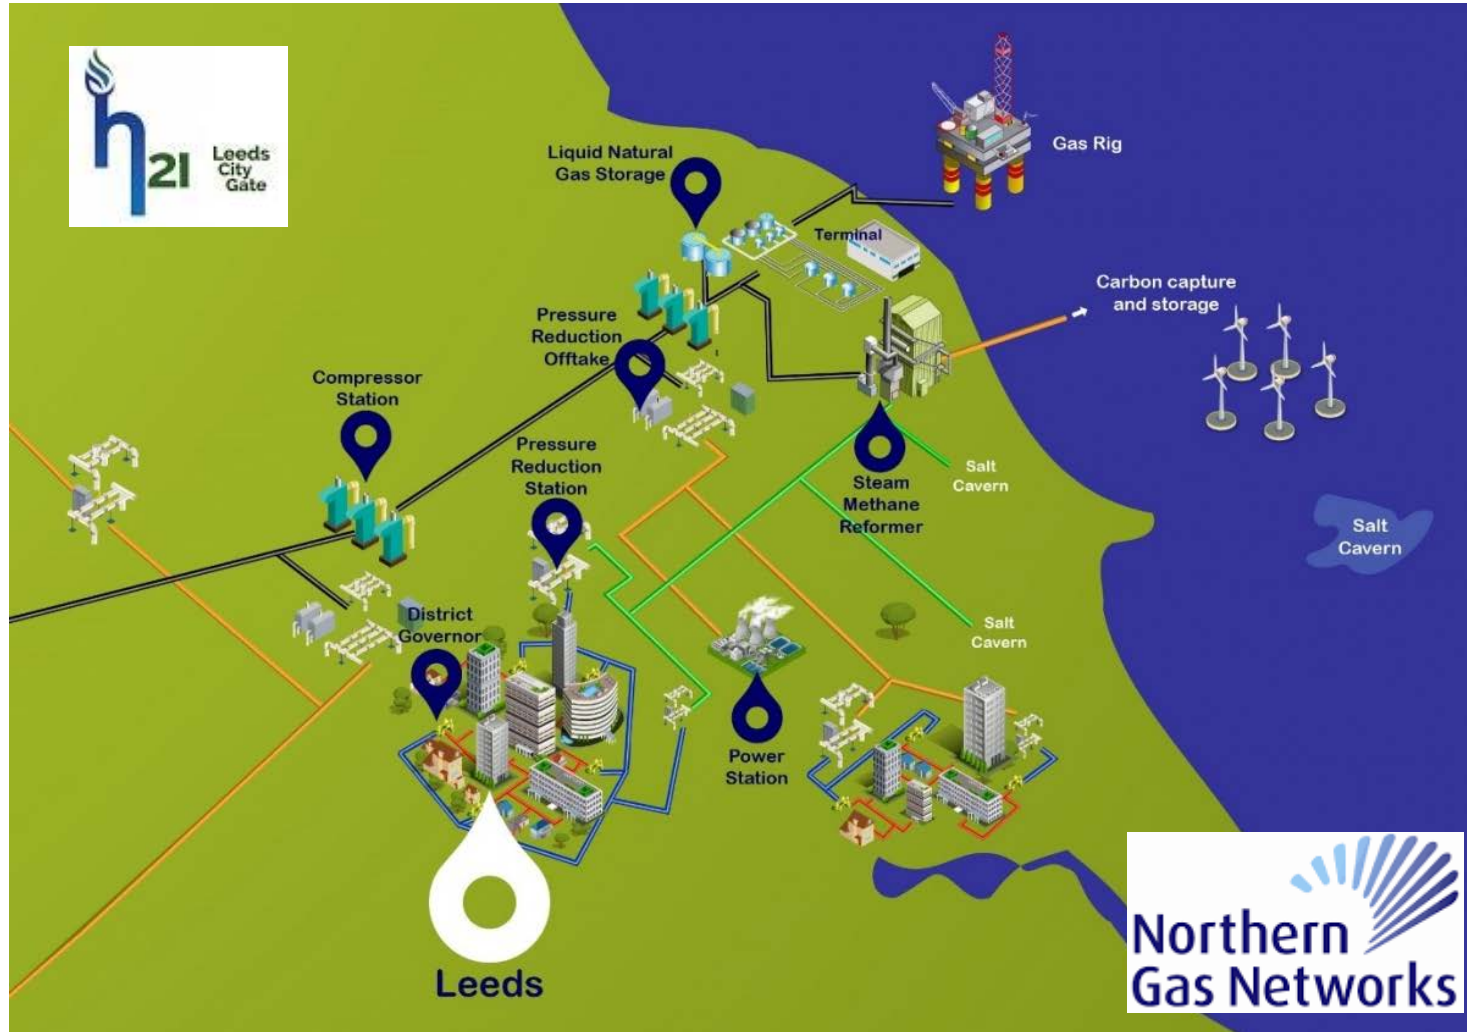 h21
Leeds
City
Gate
Liquid Natural
Gas Storage
Gas Rig
Terminal
Carbon capture
and storage
Pressure
Reduction
Offtake
Compressor
Station
Pressure
Reduction
Station
Steam
Methane
Reformer
Salt
Cavern
Salt
Cavern
District
Governor
Salt
Cavern
Power
Station
Leeds
Northern
Gas Networks